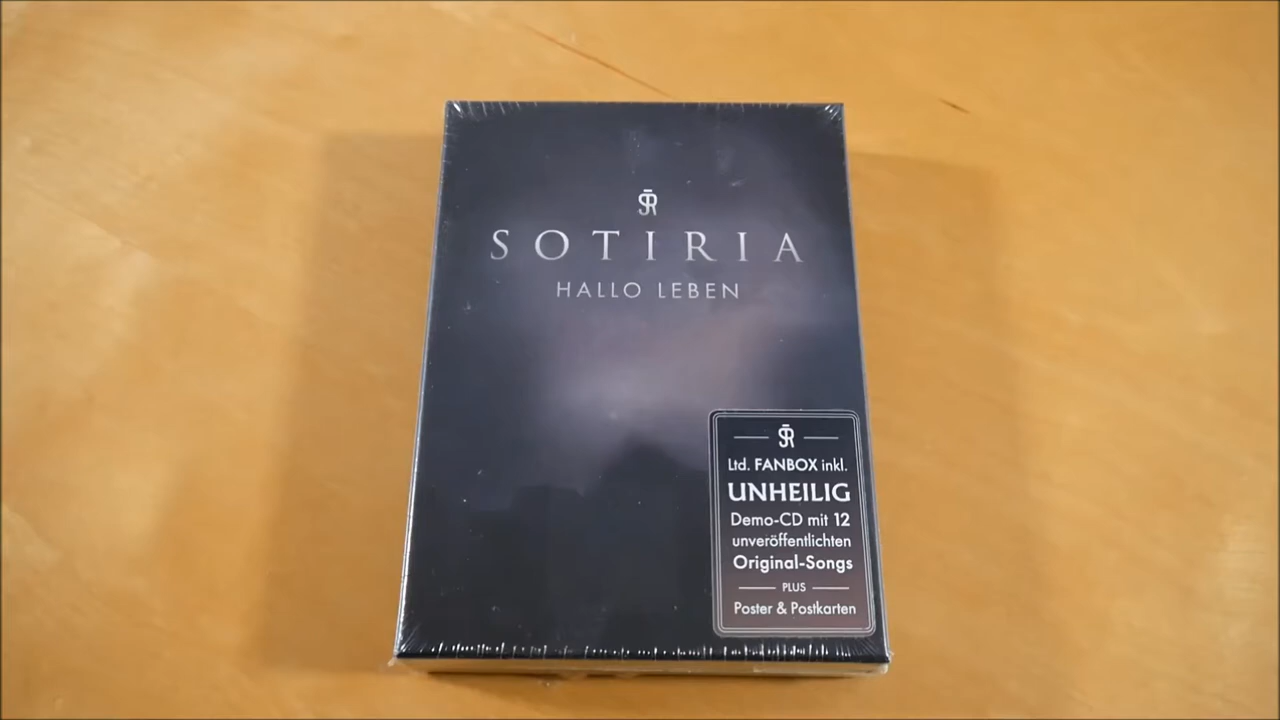 SOTIRIA
HALLO LEBEN
Ltd. FANBOX inkl.
UNHEILIG
Demo-CD mit 12
unveröffentlichten
Original-Songs
PLUS
Poster & Postkarten